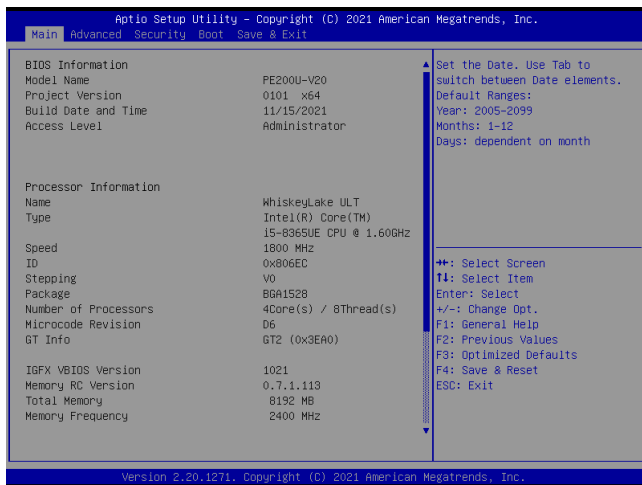 Aptio Setup Utility – Copyright (C) 2021 American Megatrends, Inc.
Main Advanced Security Boot Save & Exit
BIOS Information
Model Name PE200U-V20
Project Version 0101 x64
Build Date and Time 11/15/2021
Access Level Administrator
Processor Information
Name WhiskeyLake ULT
Type Intel(R) Core(TM)
i5-8365UE CPU @ 1.60GHz
Speed 1800 MHz
ID 0x806EC
Stepping V0
Package BGA1528
Number of Processors 4Core(s) / 8Thread(s)
Microcode Revision D6
GT Info GT2 (0x3EA0)
IGFX VBIOS Version 1021
Memory RC Version 0.7.1.113
Total Memory 8192 MB
Memory Frequency 2400 MHz
Set the Date. Use Tab to
switch between Date elements.
Default Ranges:
Year: 2005-2099
Months: 1-12
Days: dependent on month
→←: Select Screen
↑↓: Select Item
Enter: Select
+/-: Change Opt.
F1: General Help
F2: Previous Values
F3: Optimized Defaults
F4: Save & Reset
ESC: Exit
Version 2.20.1271. Copyright (C) 2021 American Megatrends, Inc.